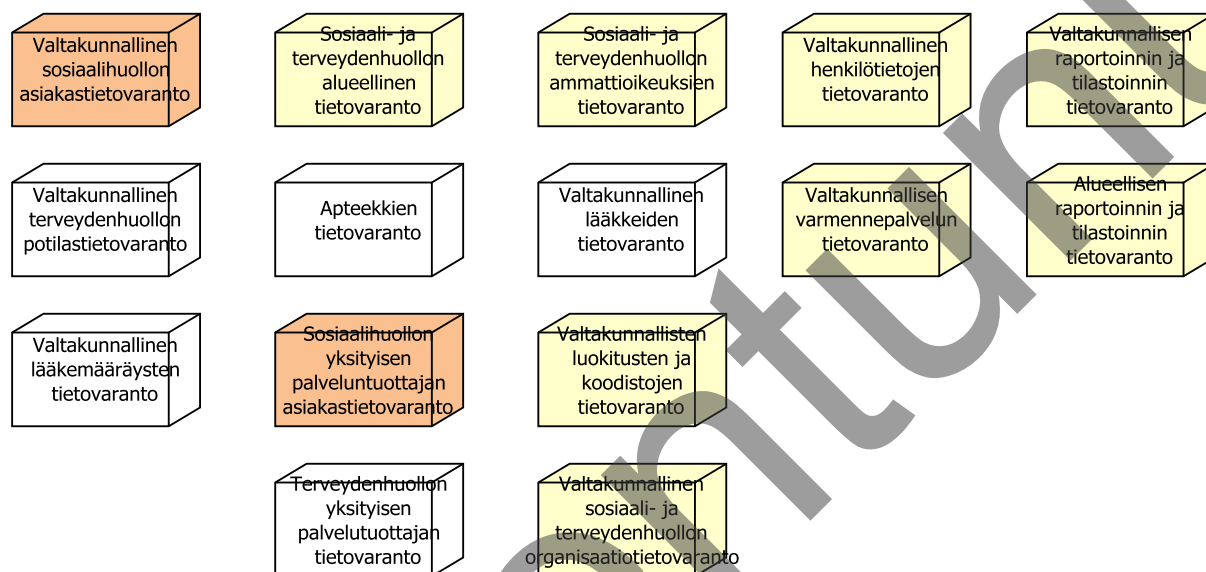 Valtakunnallinen
sosiaalihuollon
asiakastietovaranto
Sosiaali- ja
terveydenhuollon
alueellinen
tietovaranto
Sosiaali- ja
terveydenhuollon
ammattioikeuksien
tietovaranto
Valtakunnallinen
henkilötietojen
tietovaranto
Valtakunnallisen
raportoinnin ja
tilastoinnin
tietovaranto
Valtakunnallinen
terveydenhuollon
potilastietovaranto
Apteekkien
tietovaranto
Valtakunnallinen
lääkkeiden
tietovaranto
Valtakunnallisen
varmennepalvelun
tietovaranto
Alueellisen
raportoinnin ja
tilastoinnin
tietovaranto
Valtakunnallinen
lääkemääräysten
tietovaranto
Sosiaalihuollon
yksityisen
palveluntuottajan
asiakastietovaranto
Valtakunnallisten
luokitusten ja
koodistojen
tietovaranto
Terveydenhuollon
yksityisen
palvelutuottajan
tietovaranto
Valtakunnallinen
sosiaali- ja
terveydenhuollon
organisaatiotietovaranto